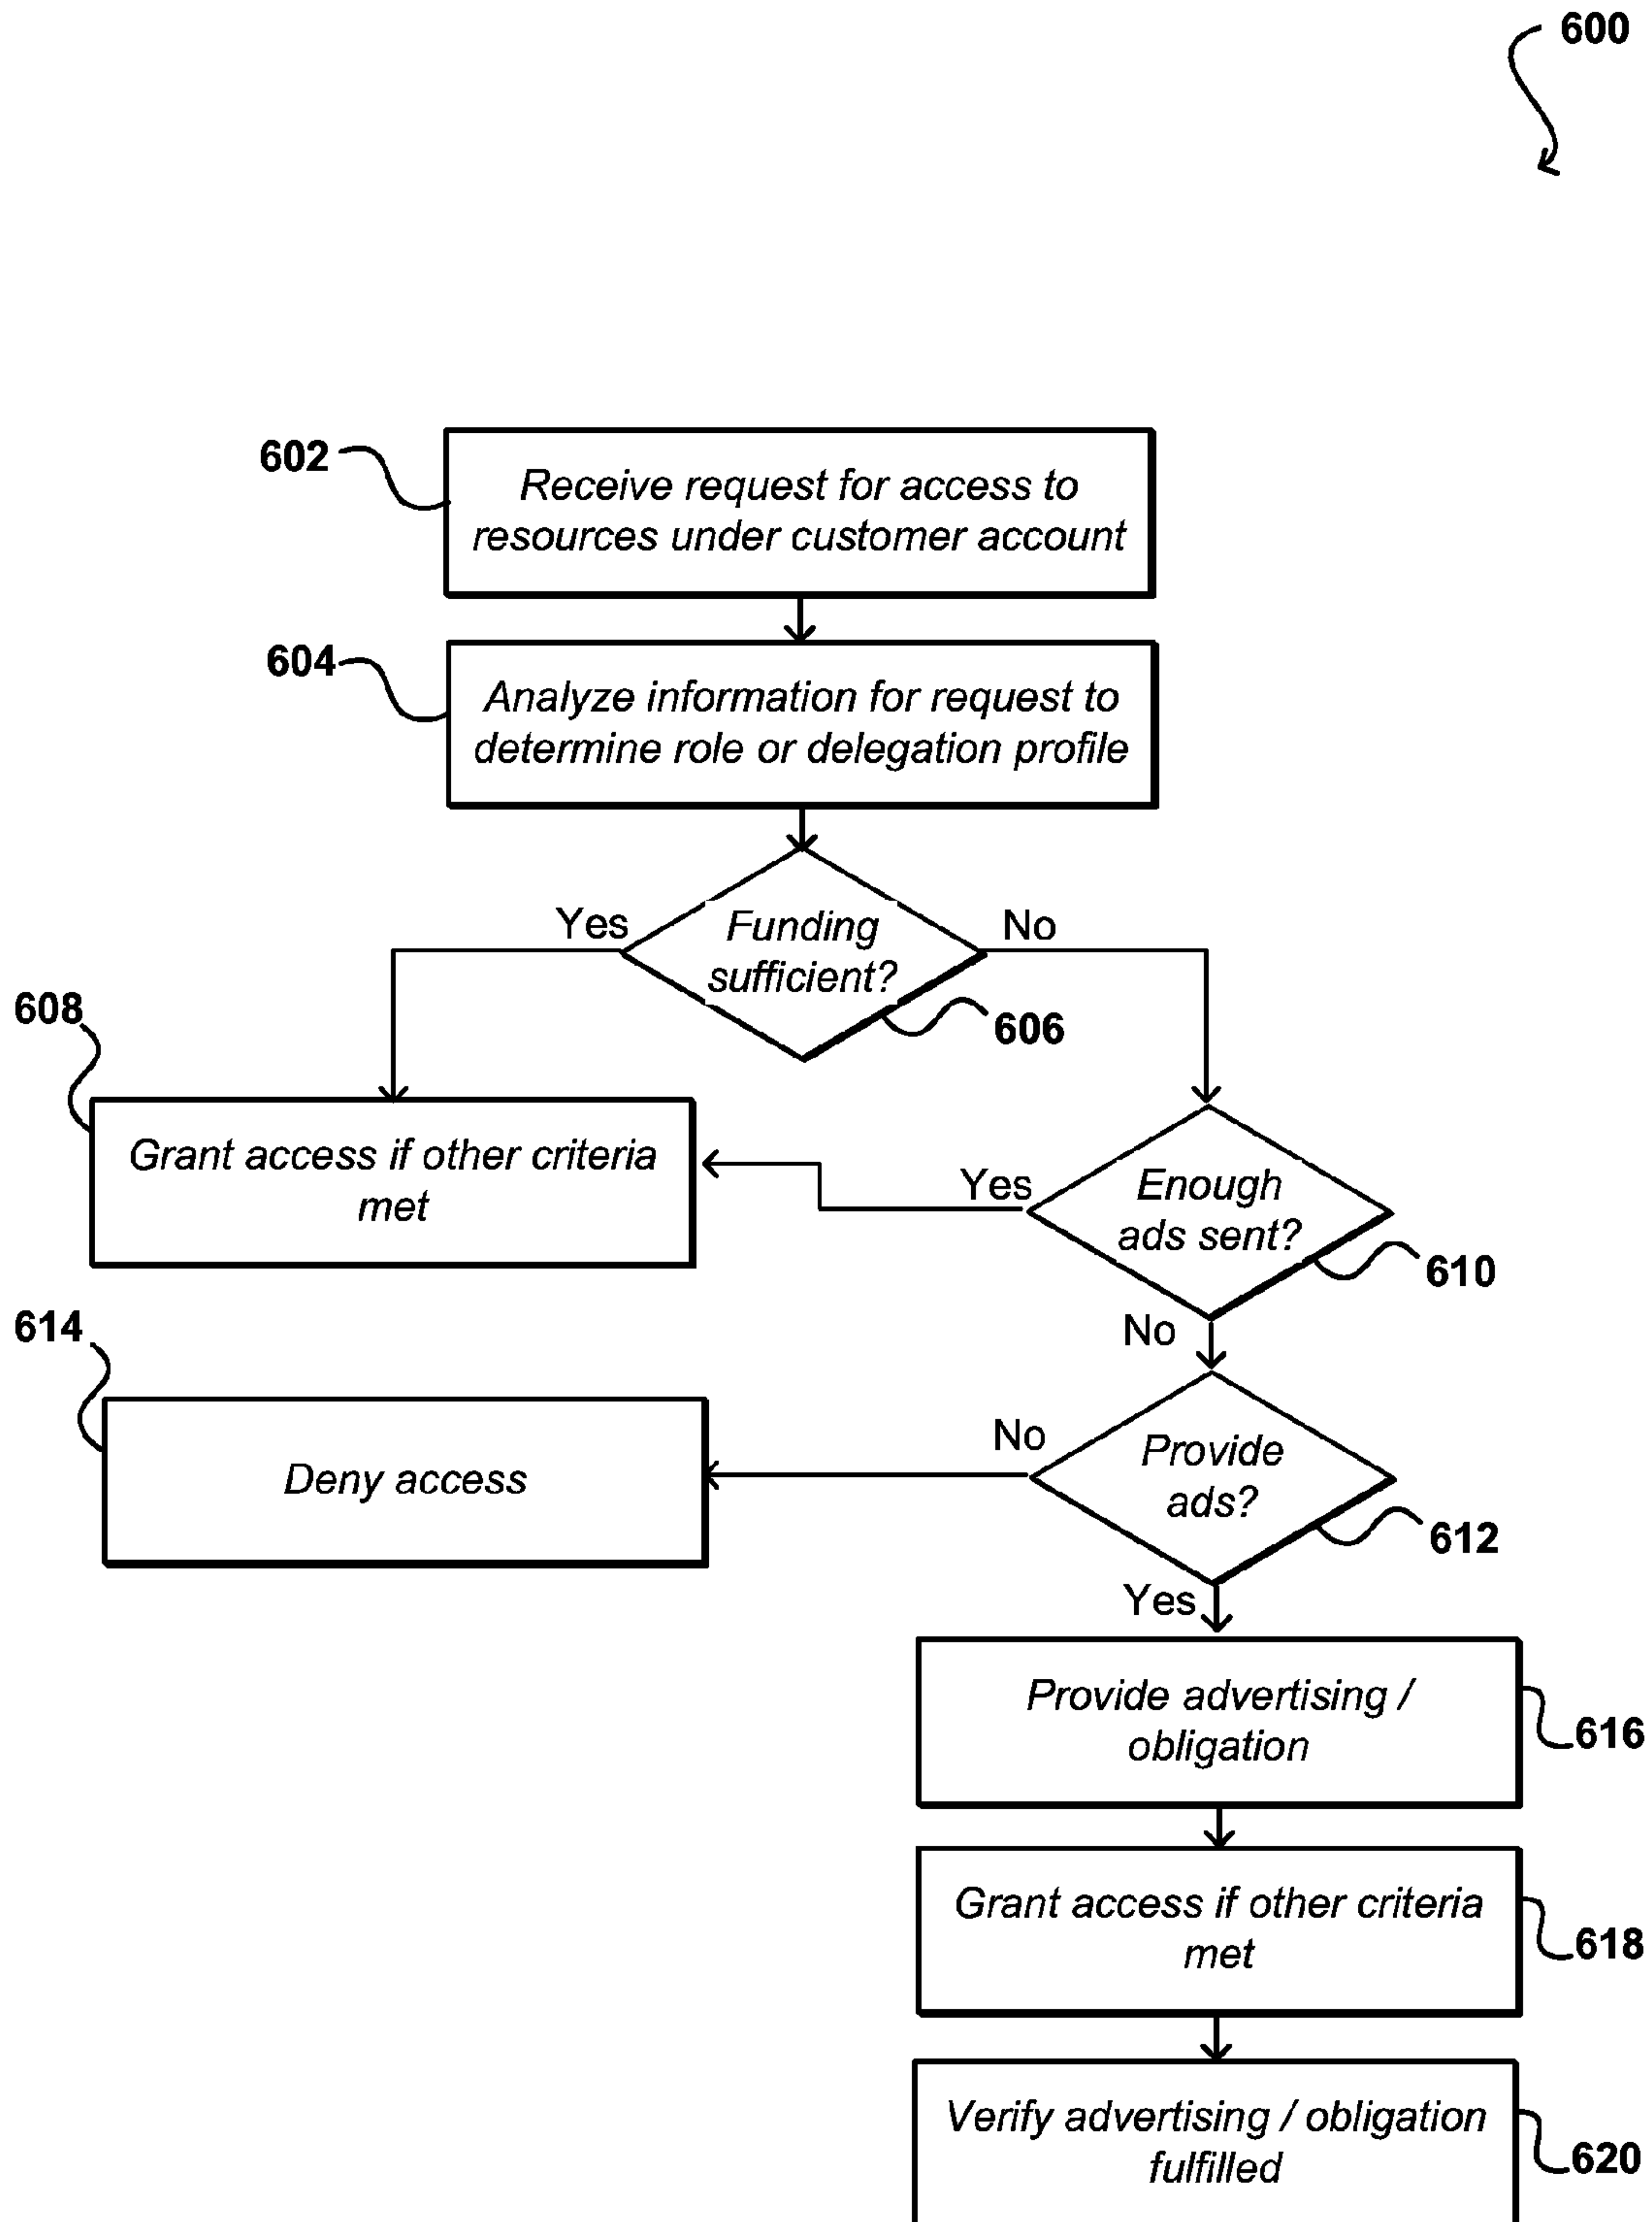 600
602
Receive request for access to
resources under customer account
604
Analyze information for request to
determine role or delegation profile
Yes
Funding
sufficient?
No
606
608
Grant access if other criteria
met
Yes
Enough
ads sent?
610
No
614
Deny access
No
Provide
ads?
612
Yes
Provide advertising /
obligation
616
Grant access if other criteria
met
618
Verify advertising / obligation
fulfilled
620